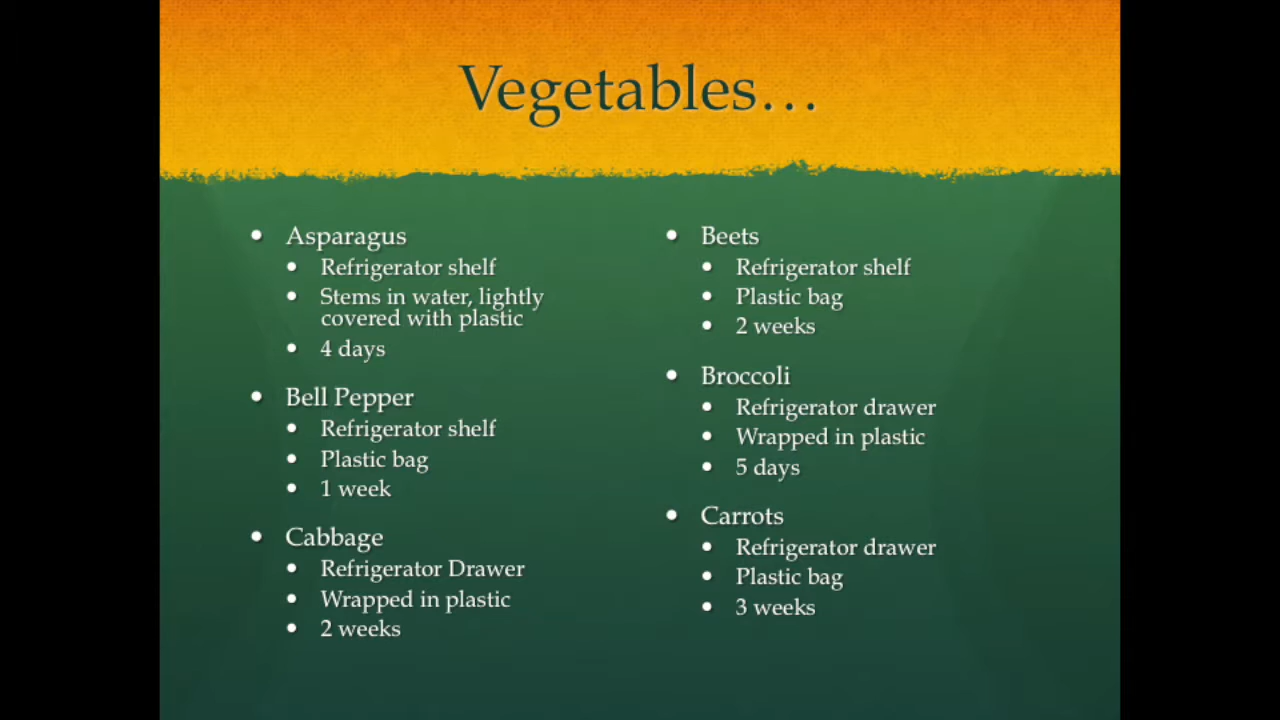 Vegetables…
Asparagus
Refrigerator shelf
Stems in water, lightly
covered with plastic
4 days
Bell Pepper
Refrigerator shelf
Plastic bag
1 week
Cabbage
Refrigerator Drawer
Wrapped in plastic
2 weeks
Beets
Refrigerator shelf
Plastic bag
2 weeks
Broccoli
Refrigerator drawer
Wrapped in plastic
5 days
Carrots
Refrigerator drawer
Plastic bag
3 weeks